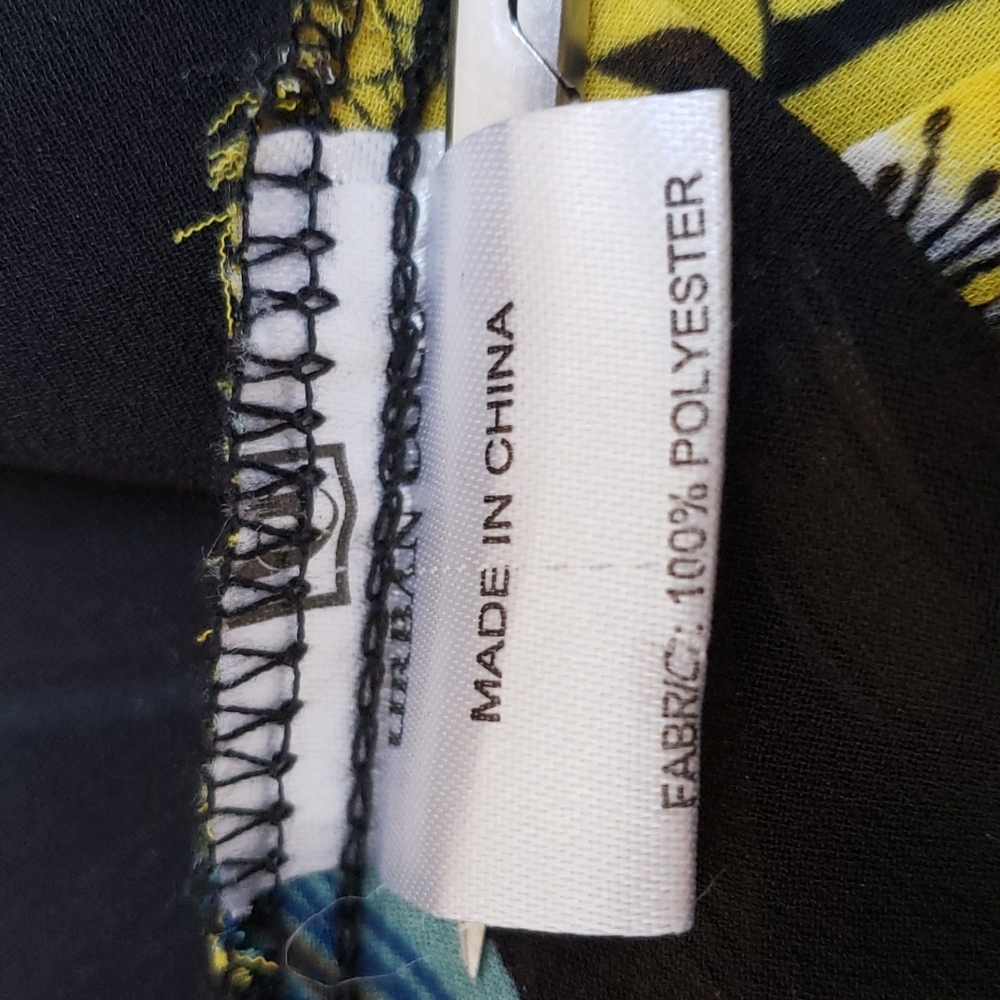 URBAN
MADE IN CHINA
FABRIC: 100% POLYESTER